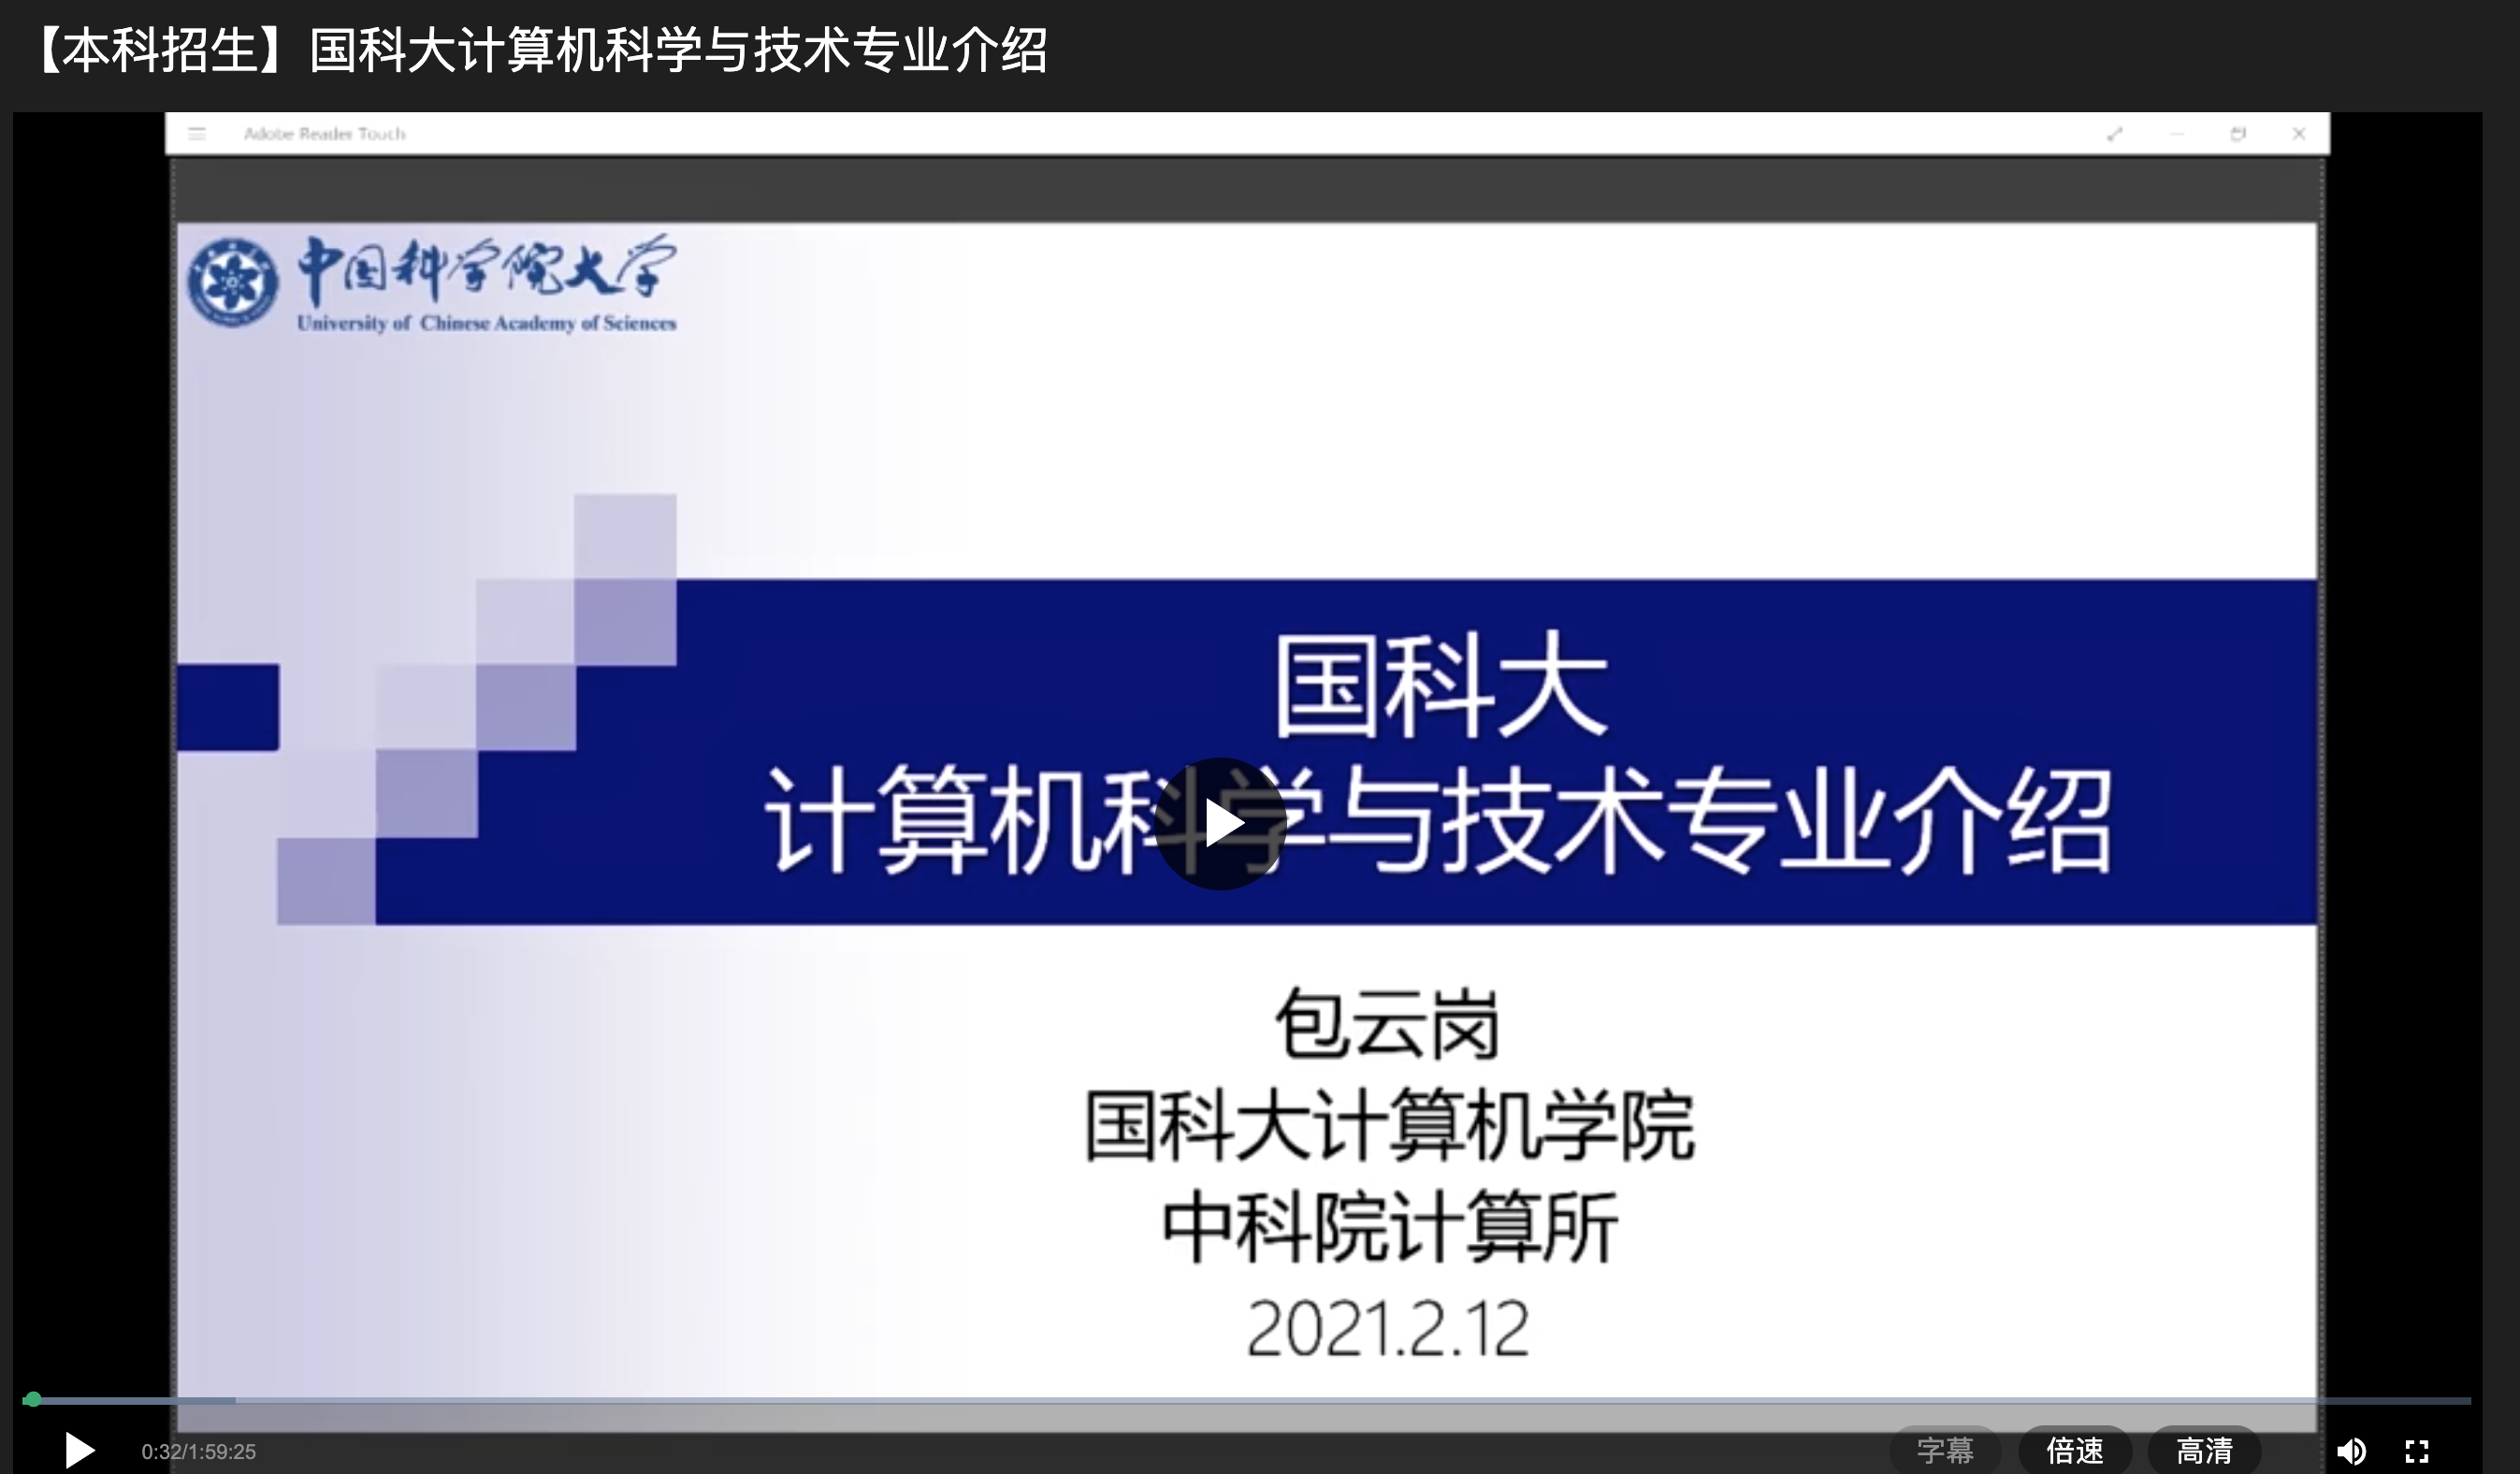 【本科招生】国科大计算机科学与技术专业介绍
Adobe Reader Touch
中国科学院大学
University of Chinese Academy of Sciences
国科大
计算机科学与技术专业介绍
包云岗
国科大计算机学院
中科院计算所
2021.2.12
0:32/1:59:25
字幕
倍速
高清